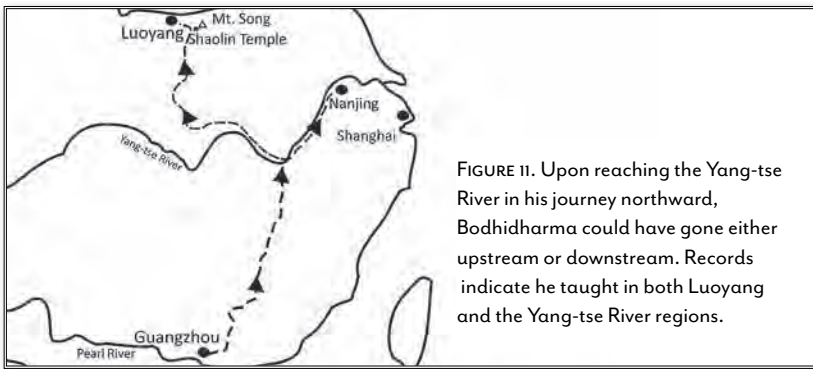 Mt. Song
Luoyang
Shaolin Temple
Nanjing
Shanghai
Yang-tse River
Guangzhou
Pearl River
FIGURE 11. Upon reaching the Yang-tse
River in his journey northward,
Bodhidharma could have gone either
upstream or downstream. Records
indicate he taught in both Luoyang
and the Yang-tse River regions.